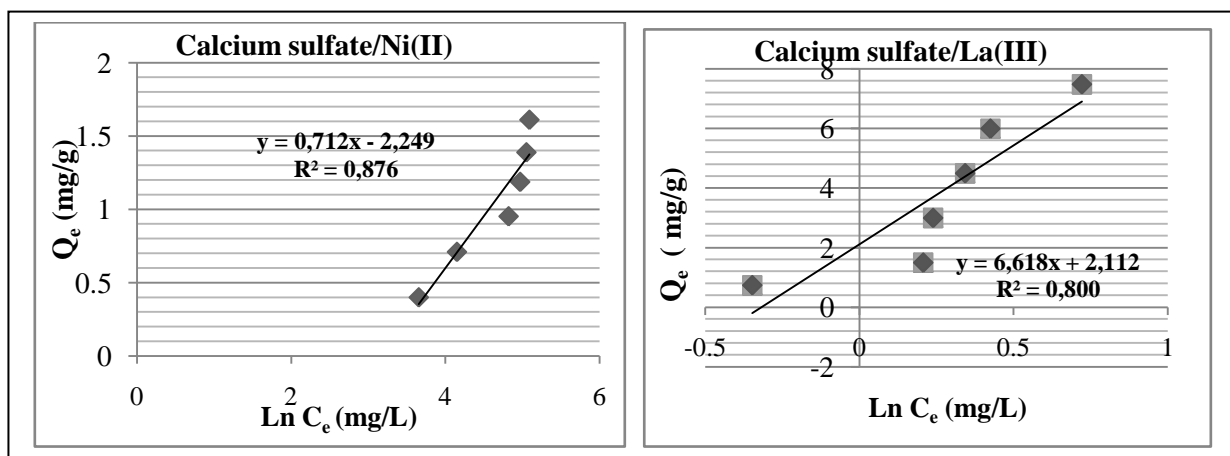 Calcium sulfate/Ni(II)
2
1.5
1
0.5
0
y = 0,712x - 2,249
R² = 0,876
Qe (mg/g)
0
2
4
6
Ln Ce (mg/L)
Calcium sulfate/La(III)
8
6
4
2
0
-2
y = 6,618x + 2,112
R² = 0,800
Qe ( mg/g)
-0.5
0
0.5
1
Ln Ce (mg/L)